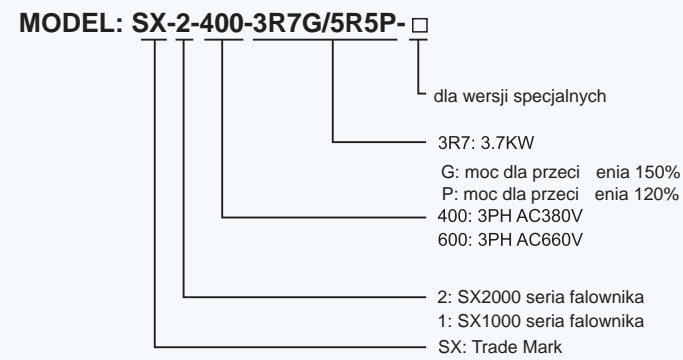 MODEL: SX-2-400-3R7G/5R5P- □
dla wersji specjalnych
3R7: 3.7KW
G: moc dla przeci enia 150%
P: moc dla przeci enia 120%
400: 3PH AC380V
600: 3PH AC660V
2: SX2000 seria falownika
1: SX1000 seria falownika
SX: Trade Mark